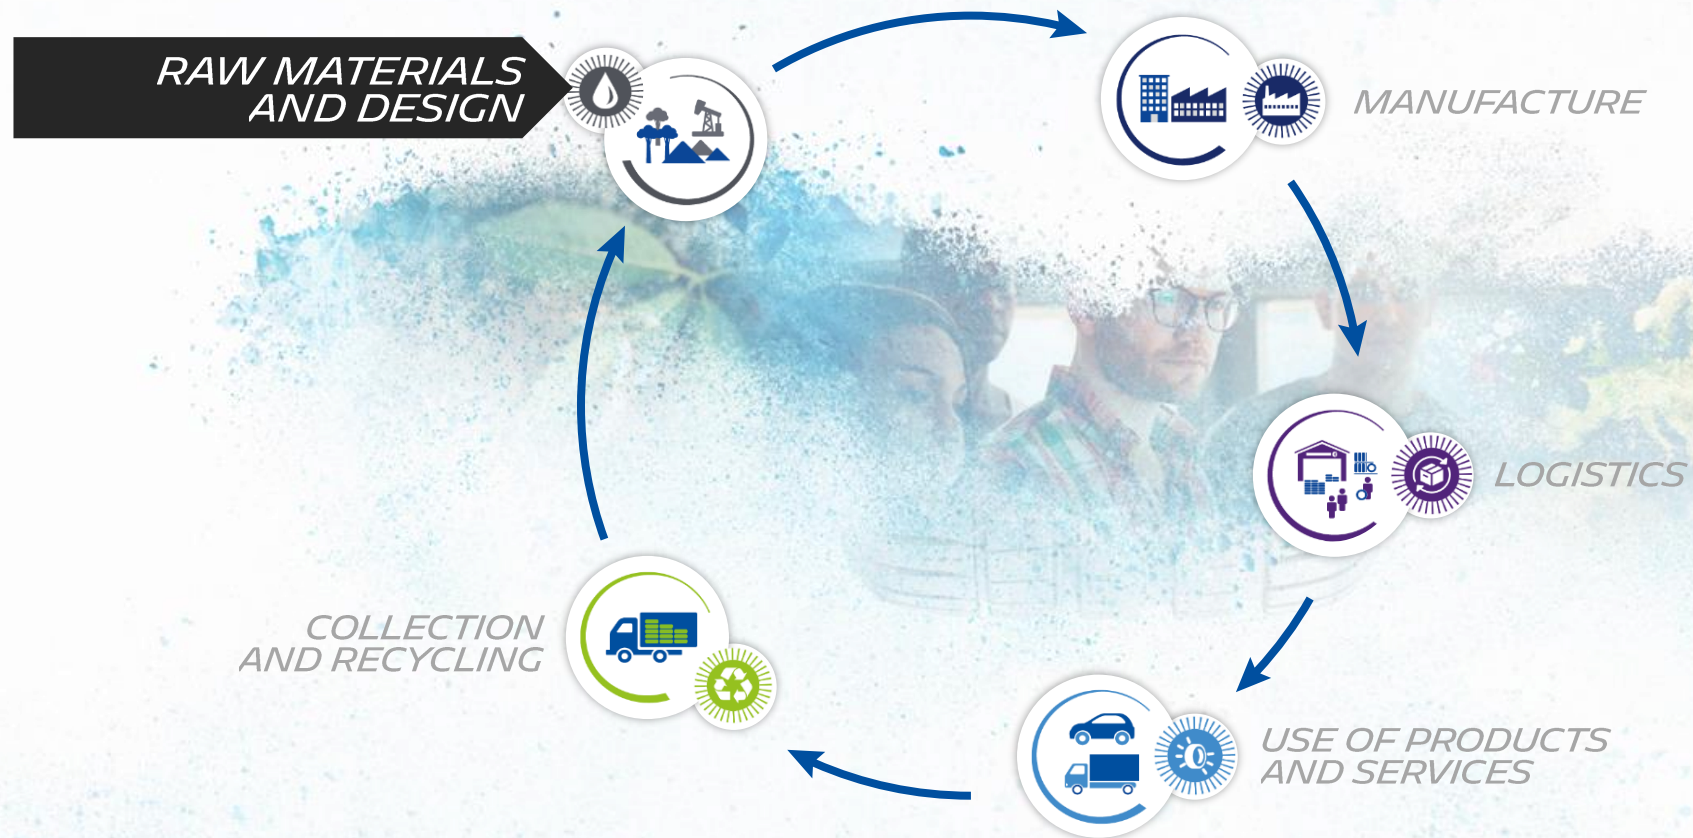 RAW MATERIALS
AND DESIGN
MANUFACTURE
LOGISTICS
USE OF PRODUCTS
AND SERVICES
COLLECTION
AND RECYCLING